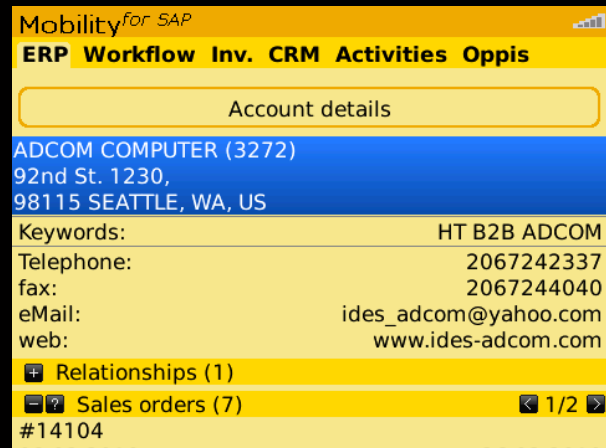 Mobility for SAP
ERP Workflow Inv. CRM Activities Oppis
Account details
ADCOM COMPUTER (3272)
92nd St. 1230,
98115 SEATTLE, WA, US
Keywords: HT B2B ADCOM
Telephone: 2067242337
fax: 2067244040
eMail: ides_adcom@yahoo.com
web: www.ides-adcom.com
+ Relationships (1)
- ? Sales orders (7) < 1/2 >
#14104